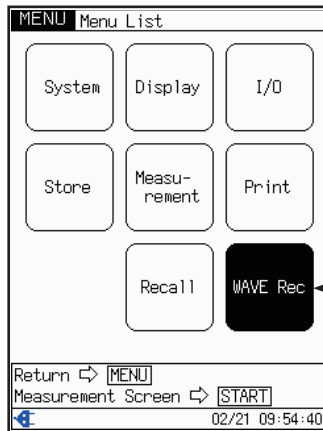 MENU Menu List
System Display I/O
Store Measu-
rement Print
Recall WAVE Rec
Return ⇨ MENU
Measurement Screen ⇨ START
02/21 09:54:40